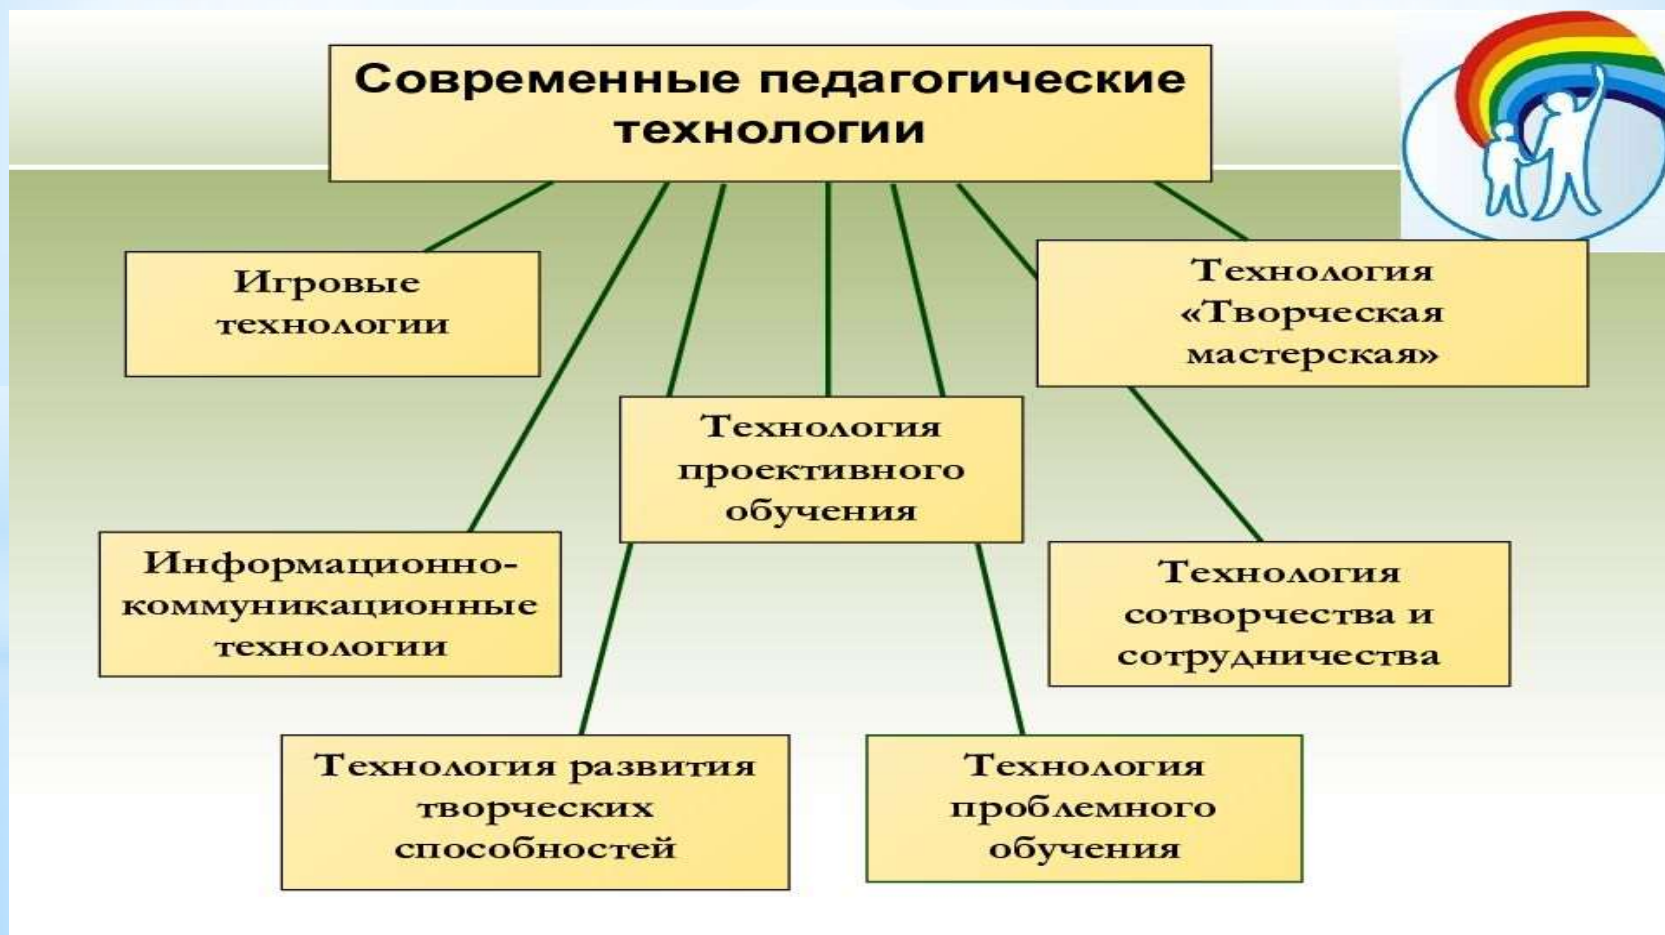 Современные педагогические
технологии
Игровые
технологии
Технология
«Творческая
мастерская»
Технология
проективного
обучения
Информационно-
коммуникационные
технологии
Технология
сотворчества и
сотрудничества
Технология развития
творческих
способностей
Технология
проблемного
обучения